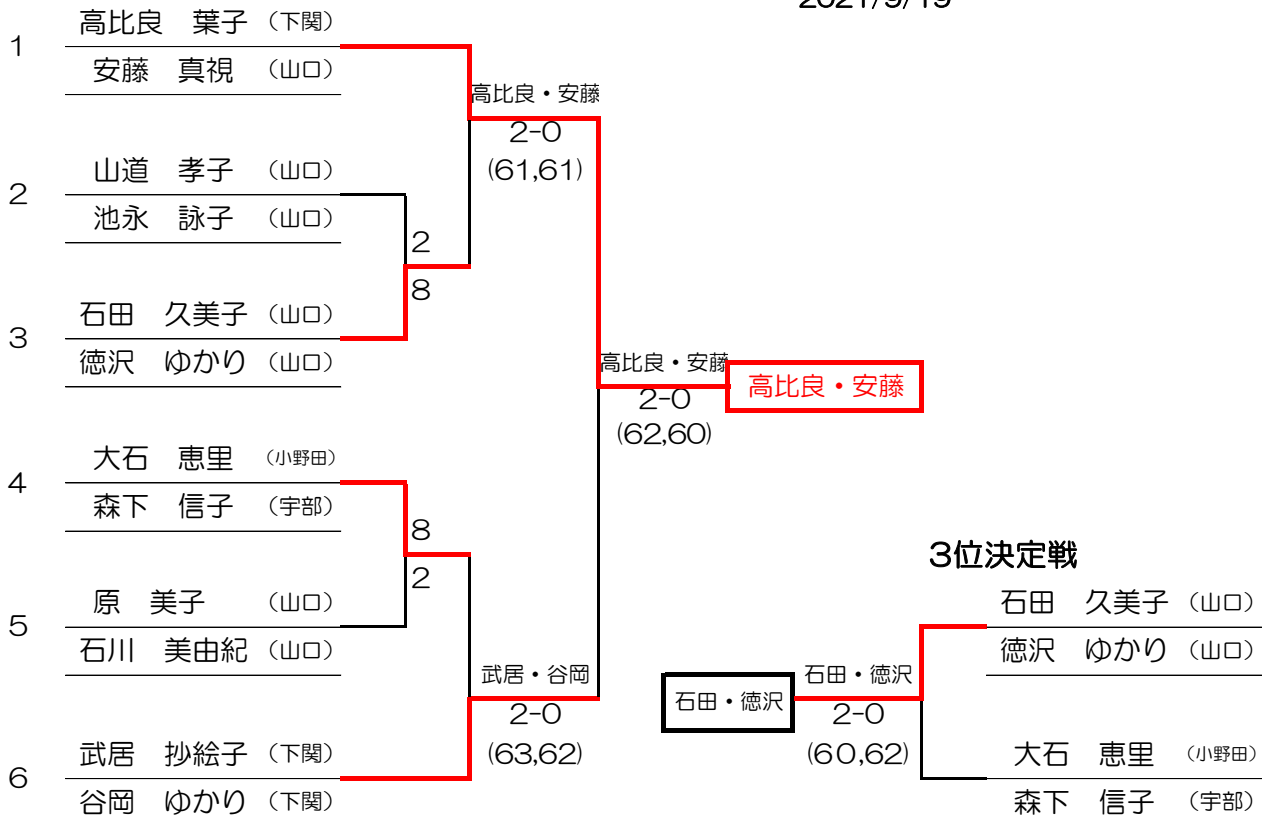 2021/9/19
1
高比良 葉子 (下関)
安藤 真視 (山口)
高比良・安藤
2-0
(61,61)
2
山道 孝子 (山口)
池永 詠子 (山口)
2
8
3
石田 久美子 (山口)
徳沢 ゆかり (山口)
高比良・安藤
2-0
(62,60)
高比良・安藤
4
大石 恵里 (小野田)
森下 信子 (宇部)
8
2
5
原 美子 (山口)
石川 美由紀 (山口)
武居・谷岡
2-0
(63,62)
6
武居 抄絵子 (下関)
谷岡 ゆかり (下関)
3位決定戦
石田 久美子 (山口)
徳沢 ゆかり (山口)
石田・徳沢
石田・徳沢
2-0
(60,62)
大石 恵里 (小野田)
森下 信子 (宇部)